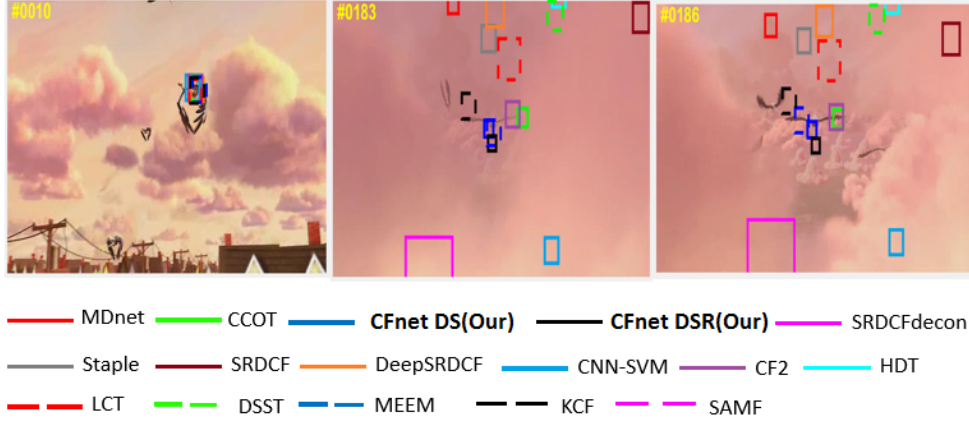 #0010 #0183 #0186
MDnet CCOT CFnet DS(Our) CFnet DSR(Our) SRDCFdecon
Staple SRDCF DeepSRDCF CNN-SVM CF2 HDT
LCT DSST MEEM KCF SAMF